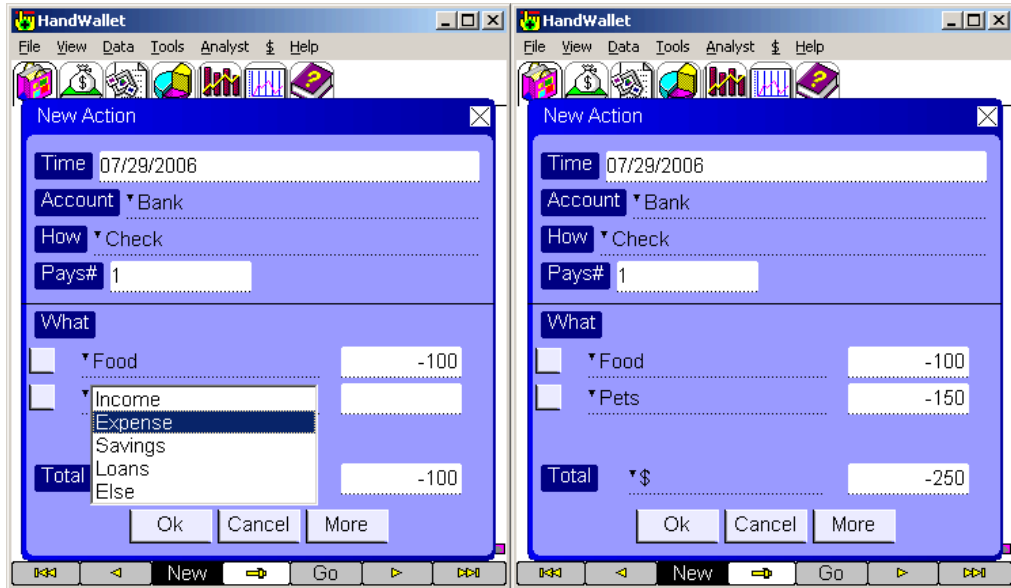 HandWallet
File View Data Tools Analyst $ Help
New Action
Time 07/29/2006
Account Bank
How Check
Pays# 1
What
Food -100
Income
Expense
Savings
Loans
Else
Total -100
Ok Cancel More
New Go
HandWallet
File View Data Tools Analyst $ Help
New Action
Time 07/29/2006
Account Bank
How Check
Pays# 1
What
Food -100
Pets -150
Total $ -250
Ok Cancel More
New Go